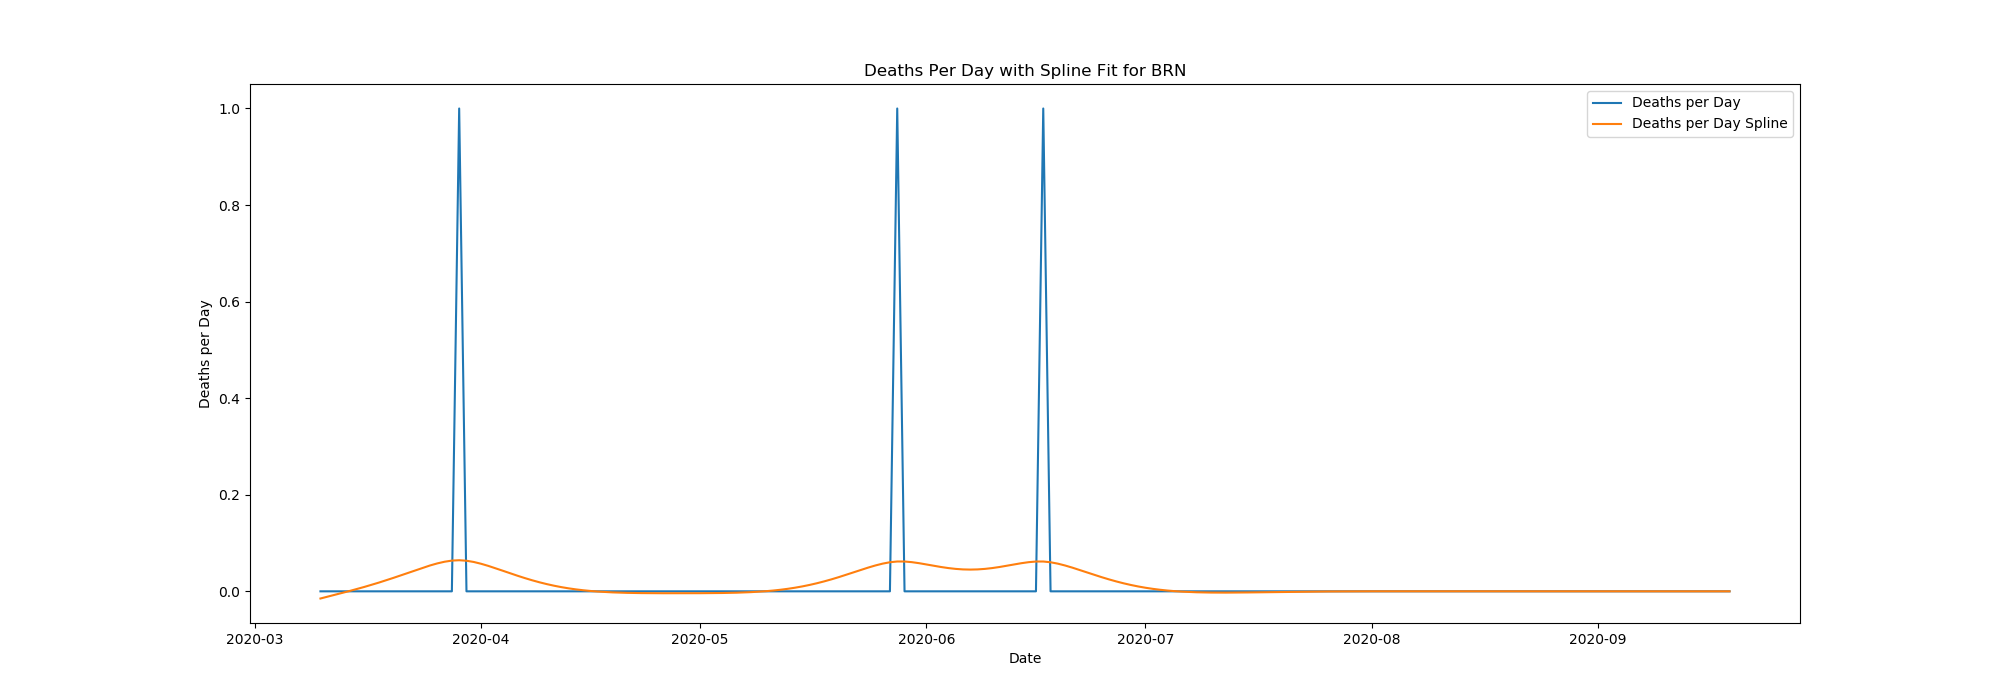 Deaths Per Day with Spline Fit for BRN
Deaths per Day
Deaths per Day Spline
1.0
0.8
0.6
0.4
0.2
0.0
Deaths per Day
2020-03
2020-04
2020-05
2020-06
2020-07
2020-08
2020-09
Date